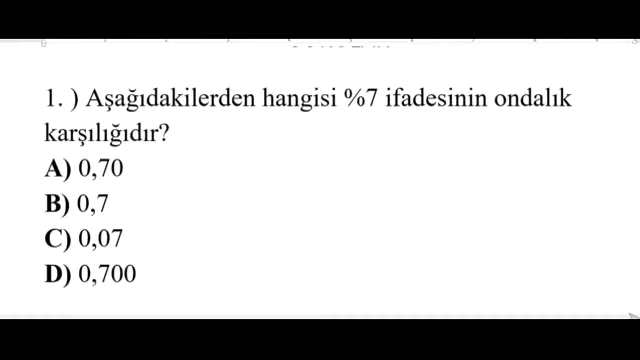 1. ) Aşağıdakilerden hangisi %7 ifadesinin ondalık
karşılığıdır?
A) 0,70
B) 0,7
C) 0,07
D) 0,700